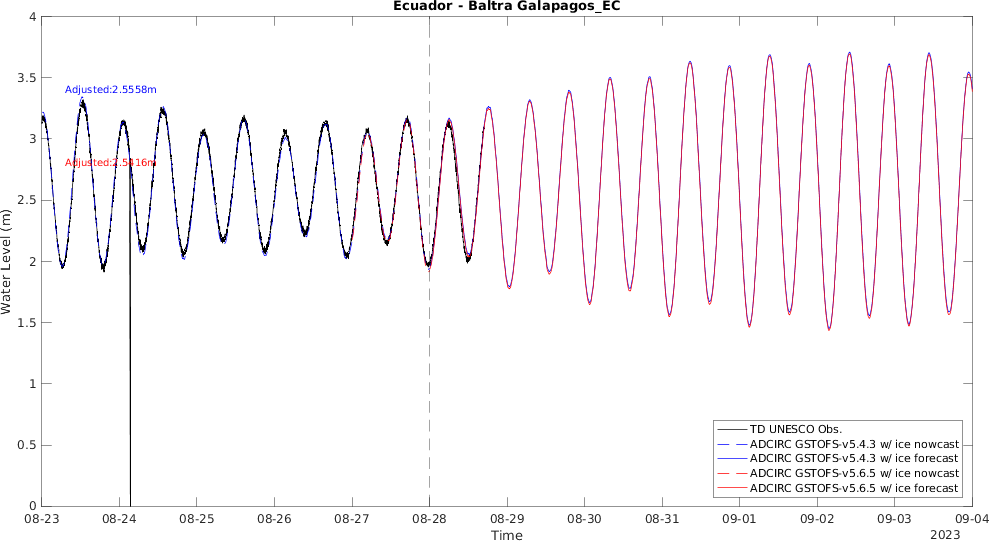 Ecuador - Baltra Galapagos_EC
4
3.5
3
2.5
2
1.5
1
0.5
0
Water Level (m)
Adjusted:2.5558m
Adjusted:2.5416m
TD UNESCO Obs.
ADCIRC GSTOFS-v5.4.3 w/ ice nowcast
ADCIRC GSTOFS-v5.4.3 w/ ice forecast
ADCIRC GSTOFS-v5.6.5 w/ ice nowcast
ADCIRC GSTOFS-v5.6.5 w/ ice forecast
08-23 08-24 08-25 08-26 08-27 08-28 08-29 08-30 08-31 09-01 09-02 09-03 09-04
Time
2023